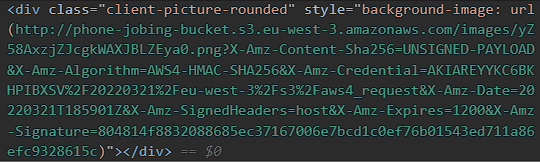 <div class="client-picture-rounded" style="background-image: url
(http://phone-jobing-bucket.s3.eu-west-3.amazonaws.com/images/yZ
58AxzjZJcgkWAXJBLZEya0.png?X-Amz-Content-Sha256=UNSIGNED-PAYLOAD
&X-Amz-Algorithm=AWS4-HMAC-SHA256&X-Amz-Credential=AKIAREYYKC6BK
HPIBXSV%2F20220321%2Feu-west-3%2Fs3%2Faws4_request&X-Amz-Date=20
220321T185901Z&X-Amz-SignedHeaders=host&X-Amz-Expires=1200&X-Amz
-Signature=804814f8832088685ec37167006e7bcd1c0ef76b01543ed711a86
efc9328615c)"></div> == $0